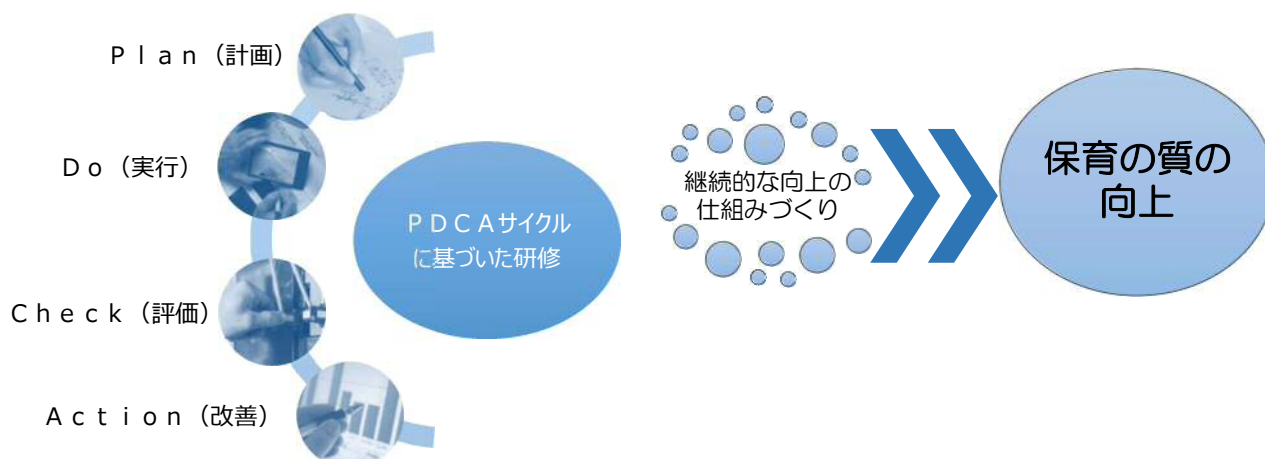 Ｐｌａｎ（計画）
Ｄｏ（実行）
Ｃｈｅｃｋ（評価）
Ａｃｔｉｏｎ（改善）
ＰＤＣＡサイクル
に基づいた研修
継続的な向上の
仕組みづくり
保育の質の
向上